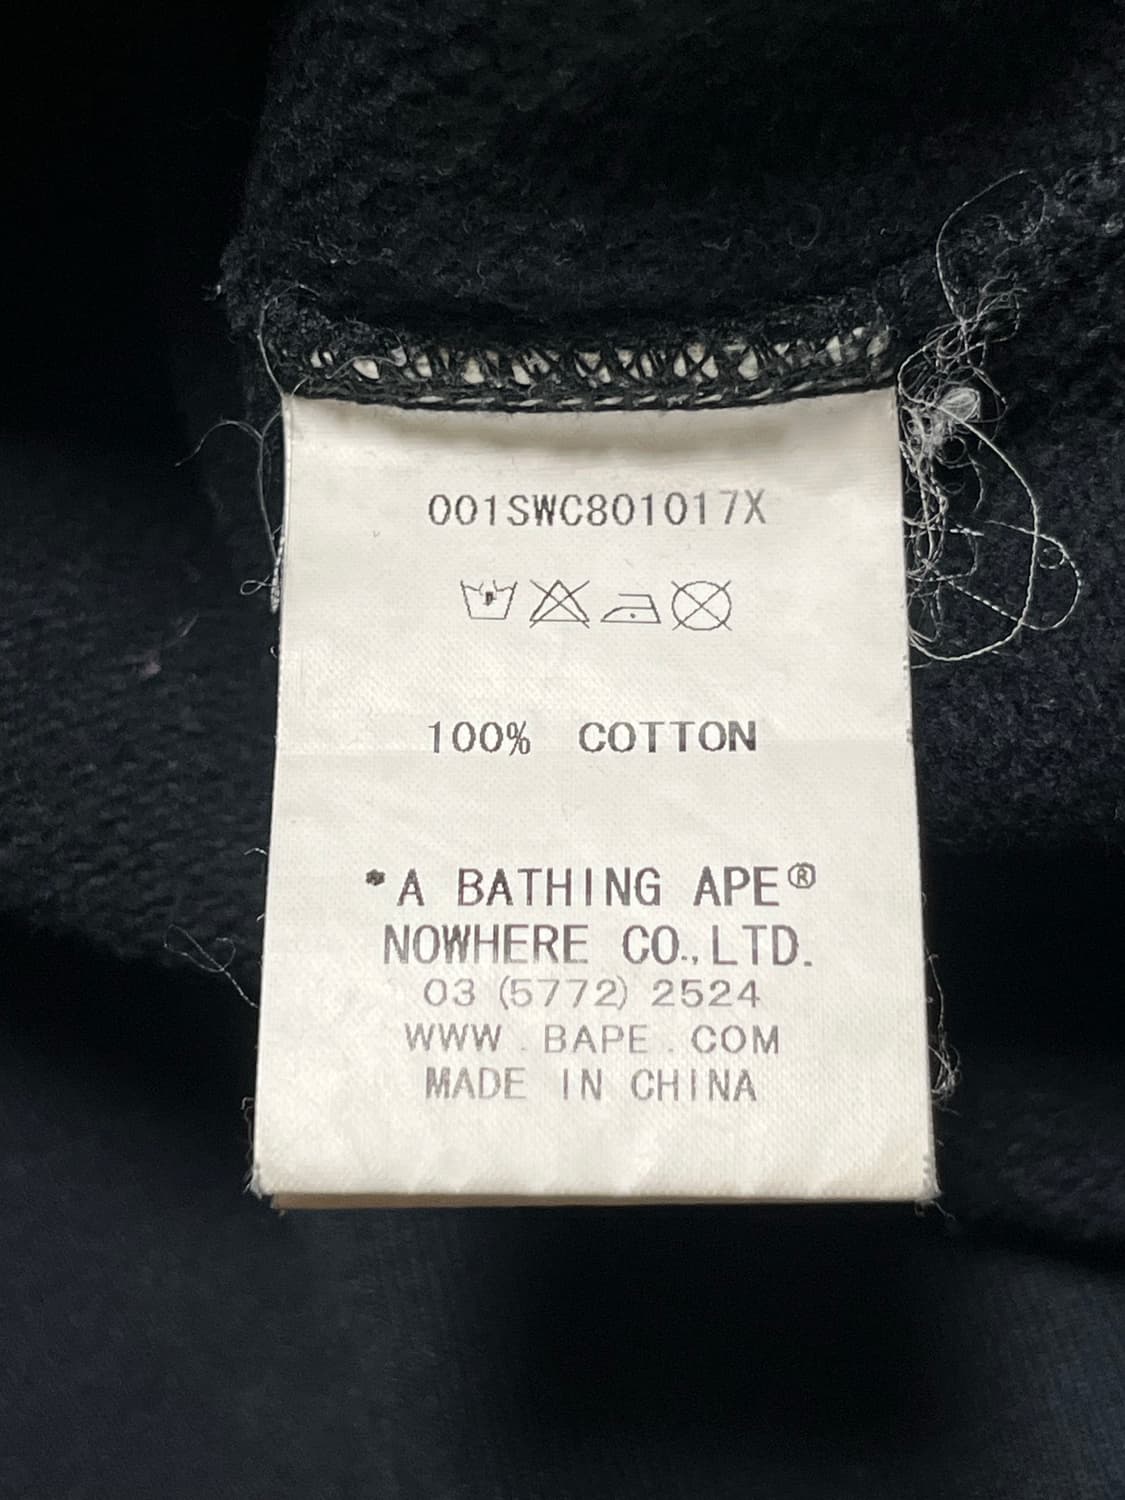 001SWC801017X
100% COTTON
*A BATHING APE®
NOWHERE CO.,LTD.
03 (5772) 2524
WWW.BAPE.COM
MADE IN CHINA